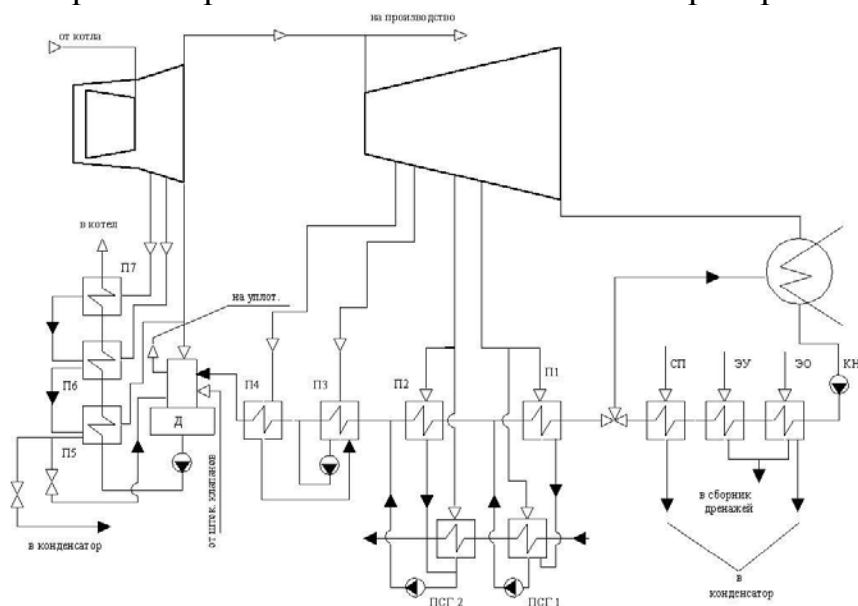 на производство
от котла
в котел
П7
на уплот.
П6
П4
П3
П2
П1
СП
ЭУ
ЭО
КН
Д
П5
от шток. клапанов
в конденсатор
в сборник
дренажей
ПСГ 2
ПСГ 1
в
конденсатор